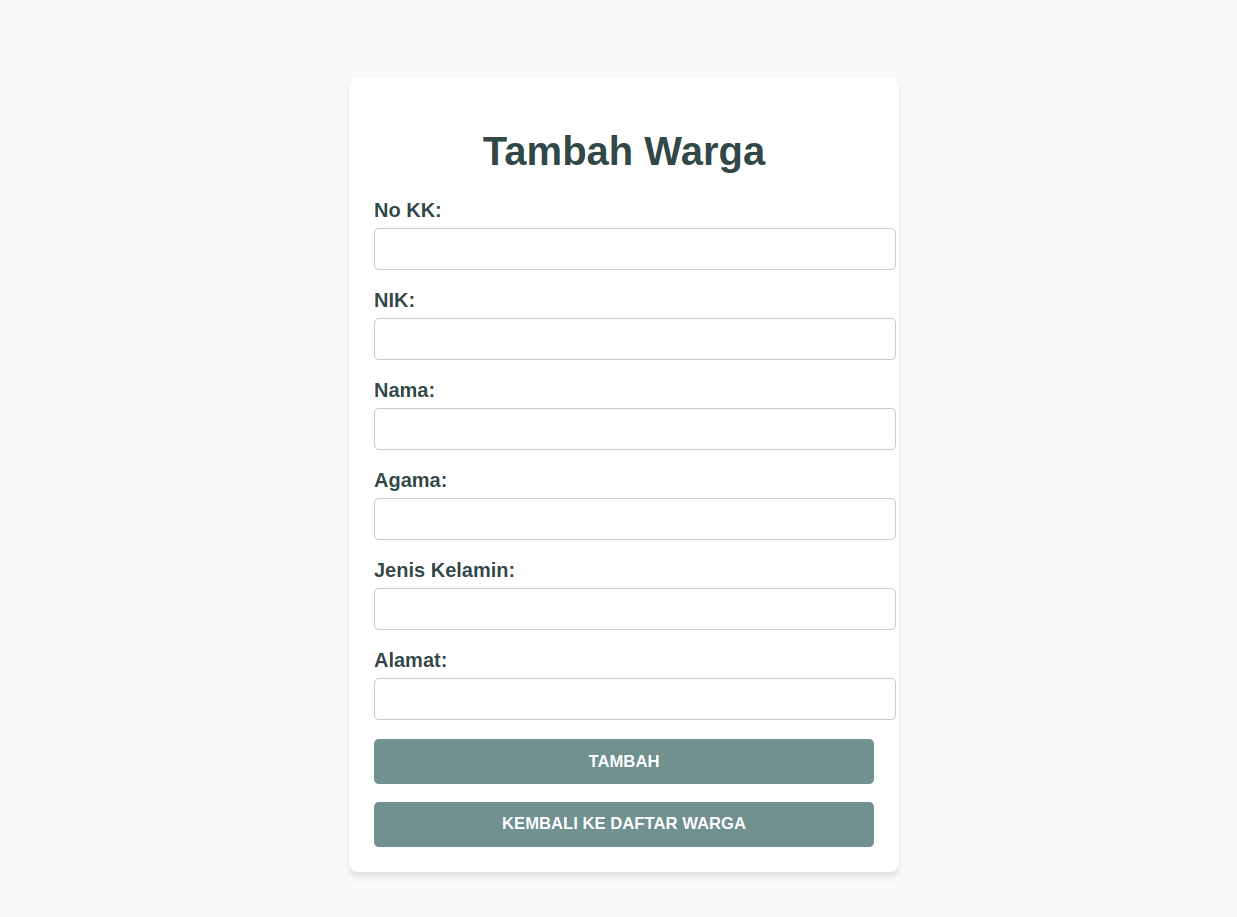 Tambah Warga
No KK:
NIK:
Nama:
Agama:
Jenis Kelamin:
Alamat:
TAMBAH
KEMBALI KE DAFTAR WARGA